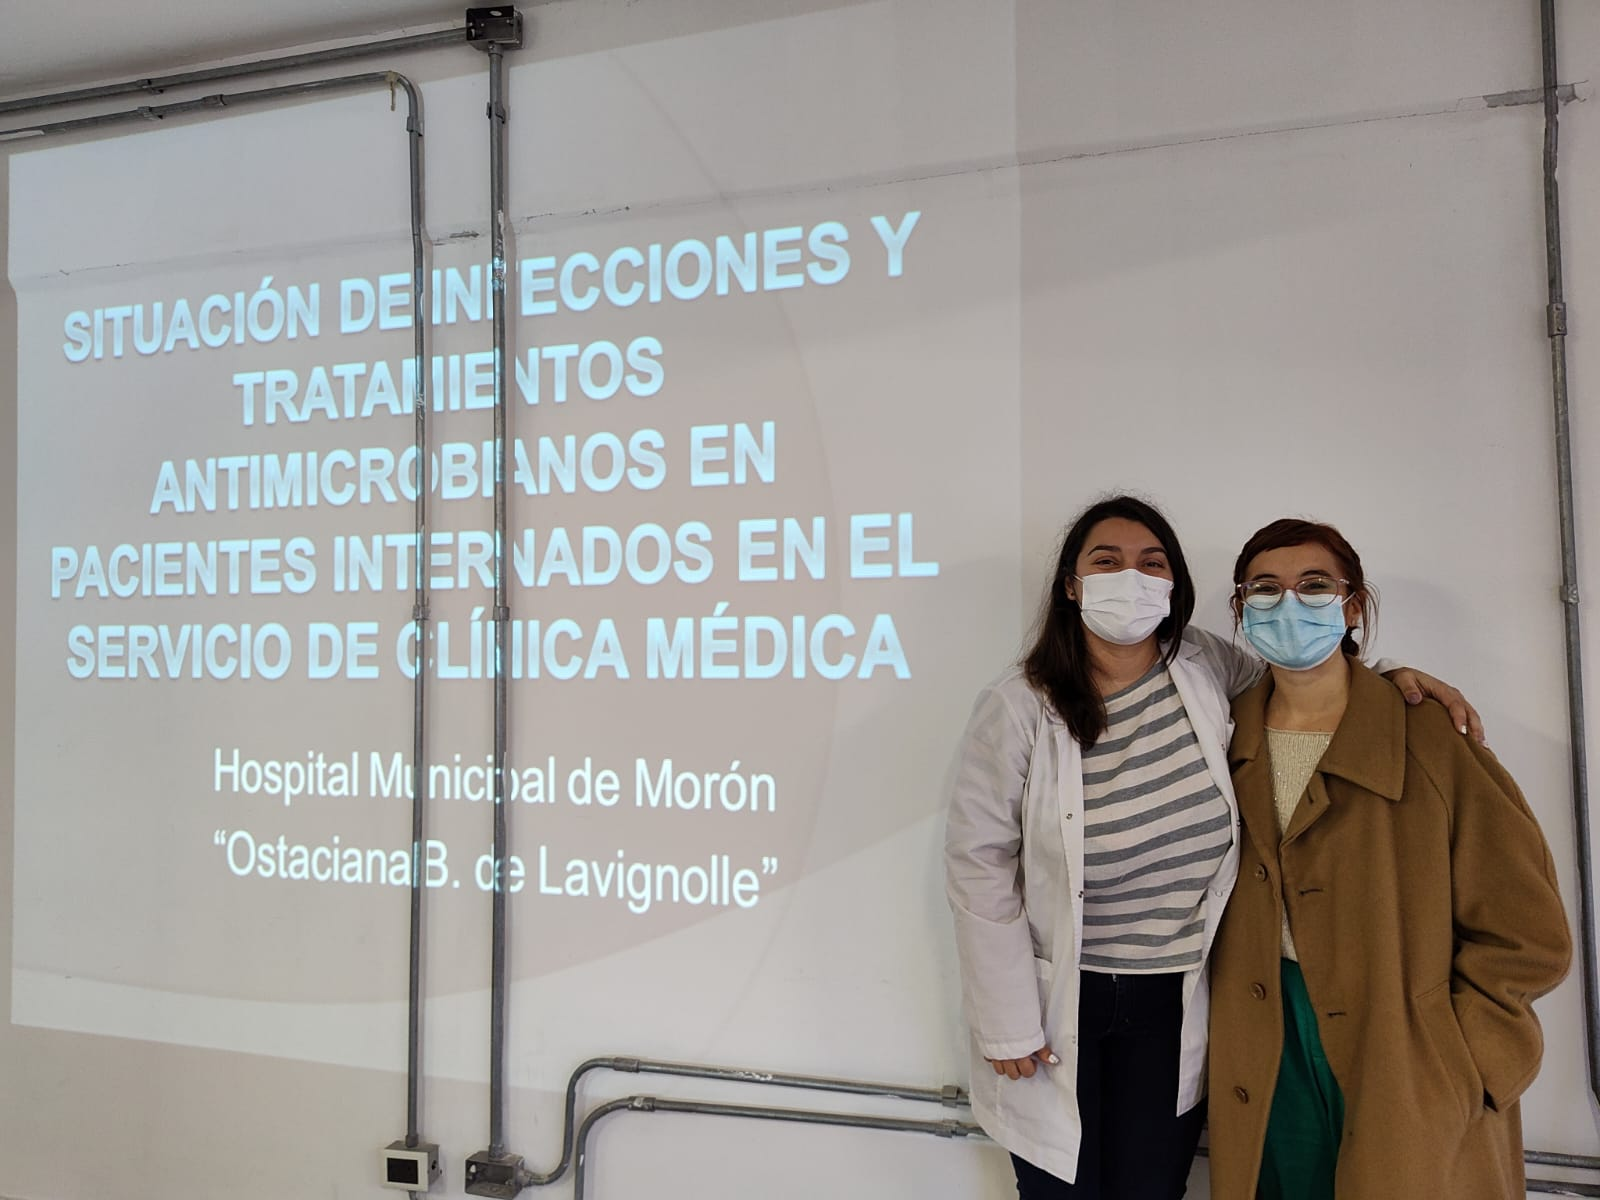 SITUACIÓN DE INFECCIONES Y
TRATAMIENTOS
ANTIMICROBIANOS EN
PACIENTES INTERNADOS EN EL
SERVICIO DE CLÍNICA MÉDICA
Hospital Municipal de Morón
“Ostaciana B. de Lavignolle”